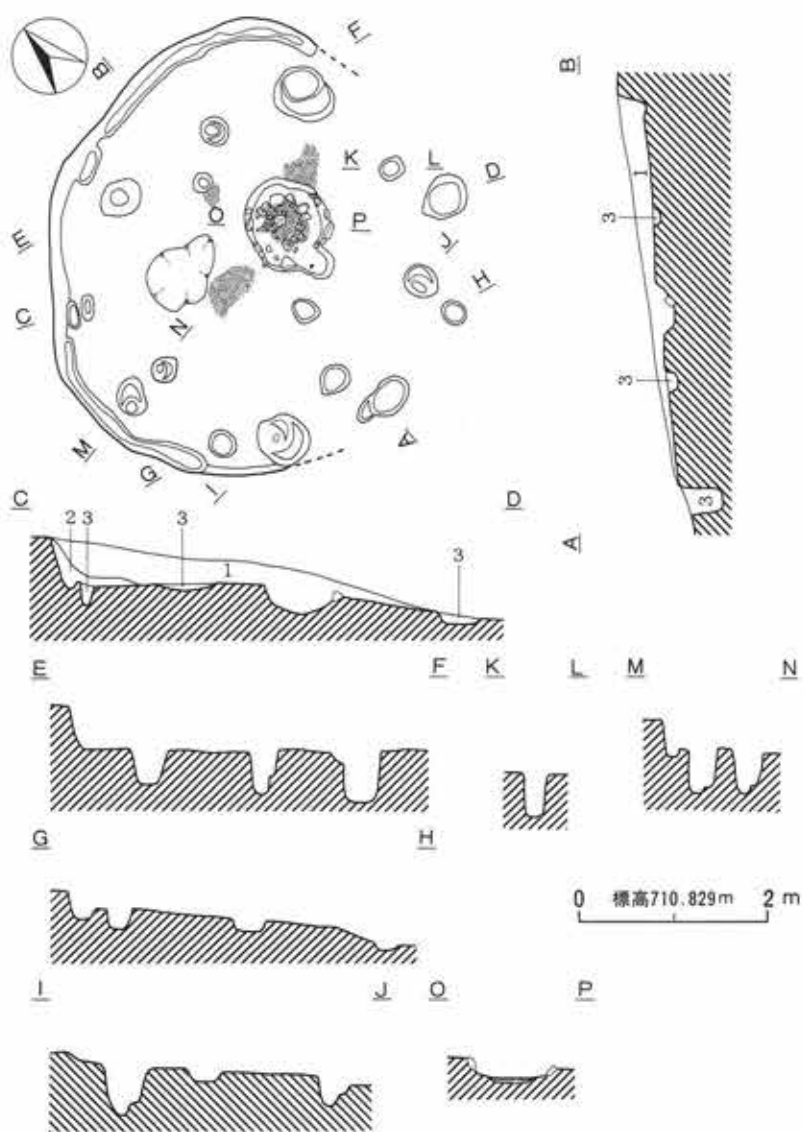 F
B
K L D
O P
E J
H
C
N
M A
G
I
B
1
3
3
3
A
C D
2 3 3
1 3
E F K L M N
G H
0 標高710.829m 2 m
I J O P